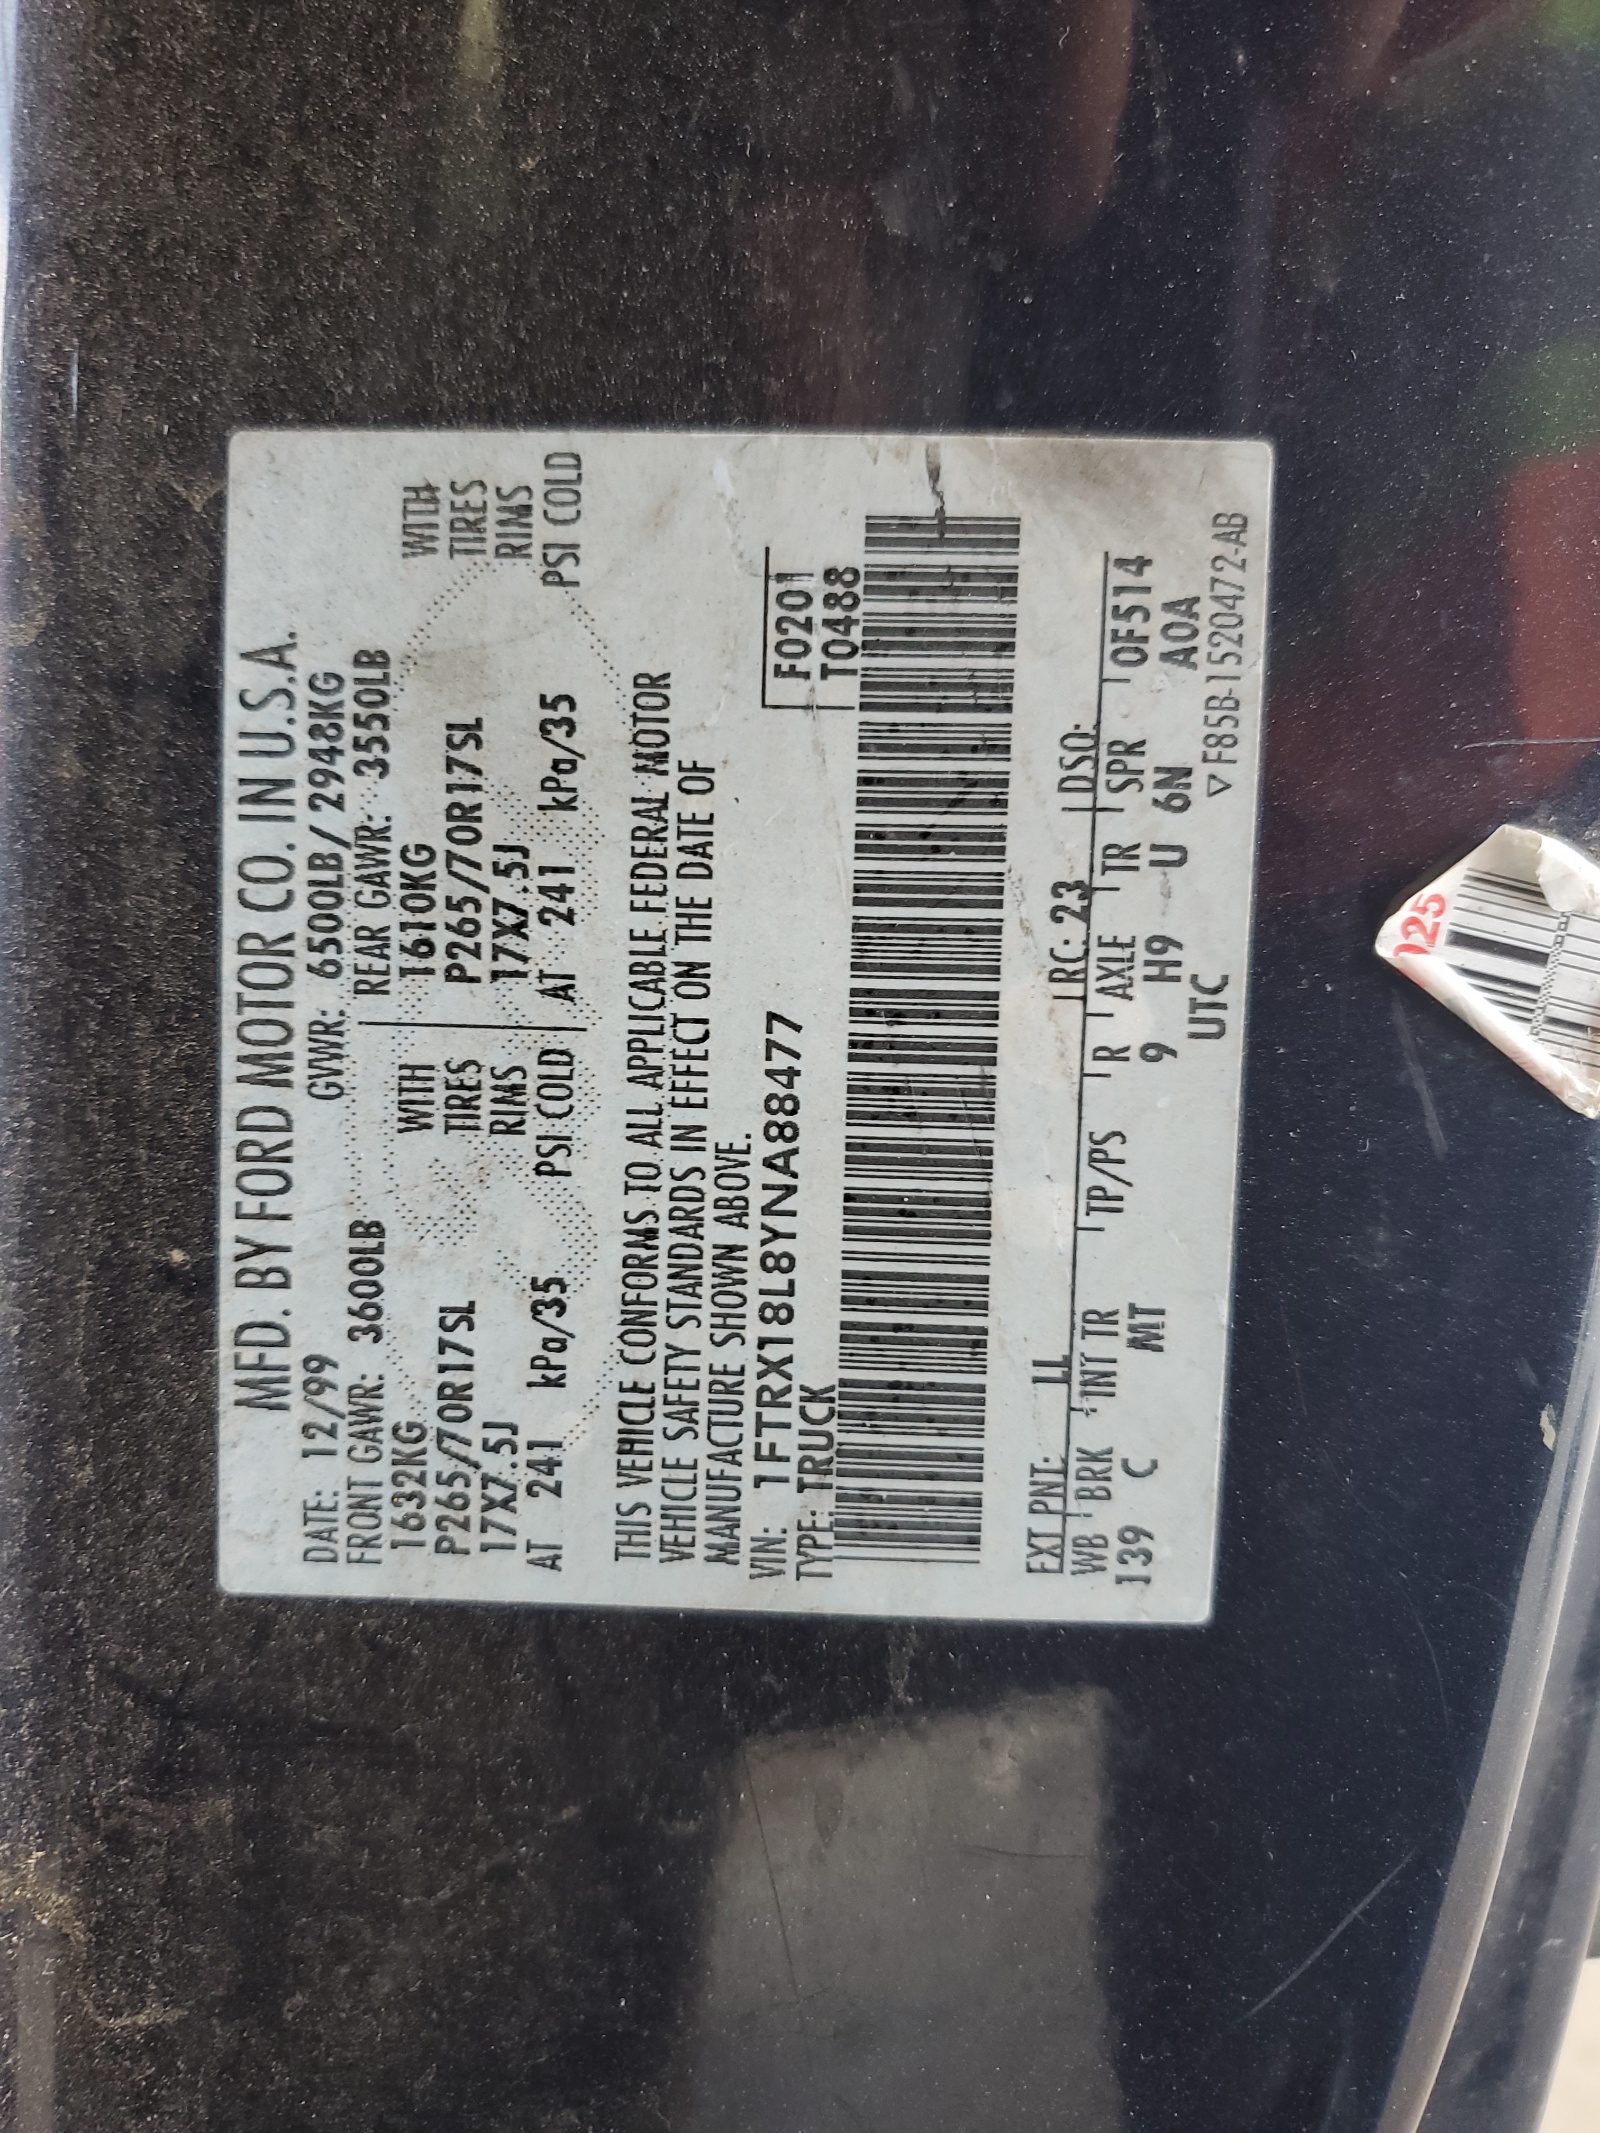 MFD. BY FORD MOTOR CO. IN U.S.A.
DATE: 12/99 GVWR: 6500LB/ 2948KG
FRONT GAWR: 3600LB REAR GAWR: 3550LB
1632KG WITH 1610KG WITH
P265/70R17SL TIRES P265/70R17SL TIRES
17X7.5J RIMS 17X7.5J RIMS
AT 241 kPa/35 PSI COLD AT 241 kPa/35 PSI COLD
THIS VEHICLE CONFORMS TO ALL APPLICABLE FEDERAL MOTOR
VEHICLE SAFETY STANDARDS IN EFFECT ON THE DATE OF
MANUFACTURE SHOWN ABOVE.
VIN: 1FTRX18L8YNA88477 F0201
TYPE: TRUCK T0488
EXT PNT: LL RC: 23 DSO:
WB BRK INT TR TP/PS R AXLE TR SPR 0F514
139 C MT 9 H9 U 6N A0A
UTC
▽ F85B-1520472-AB
025